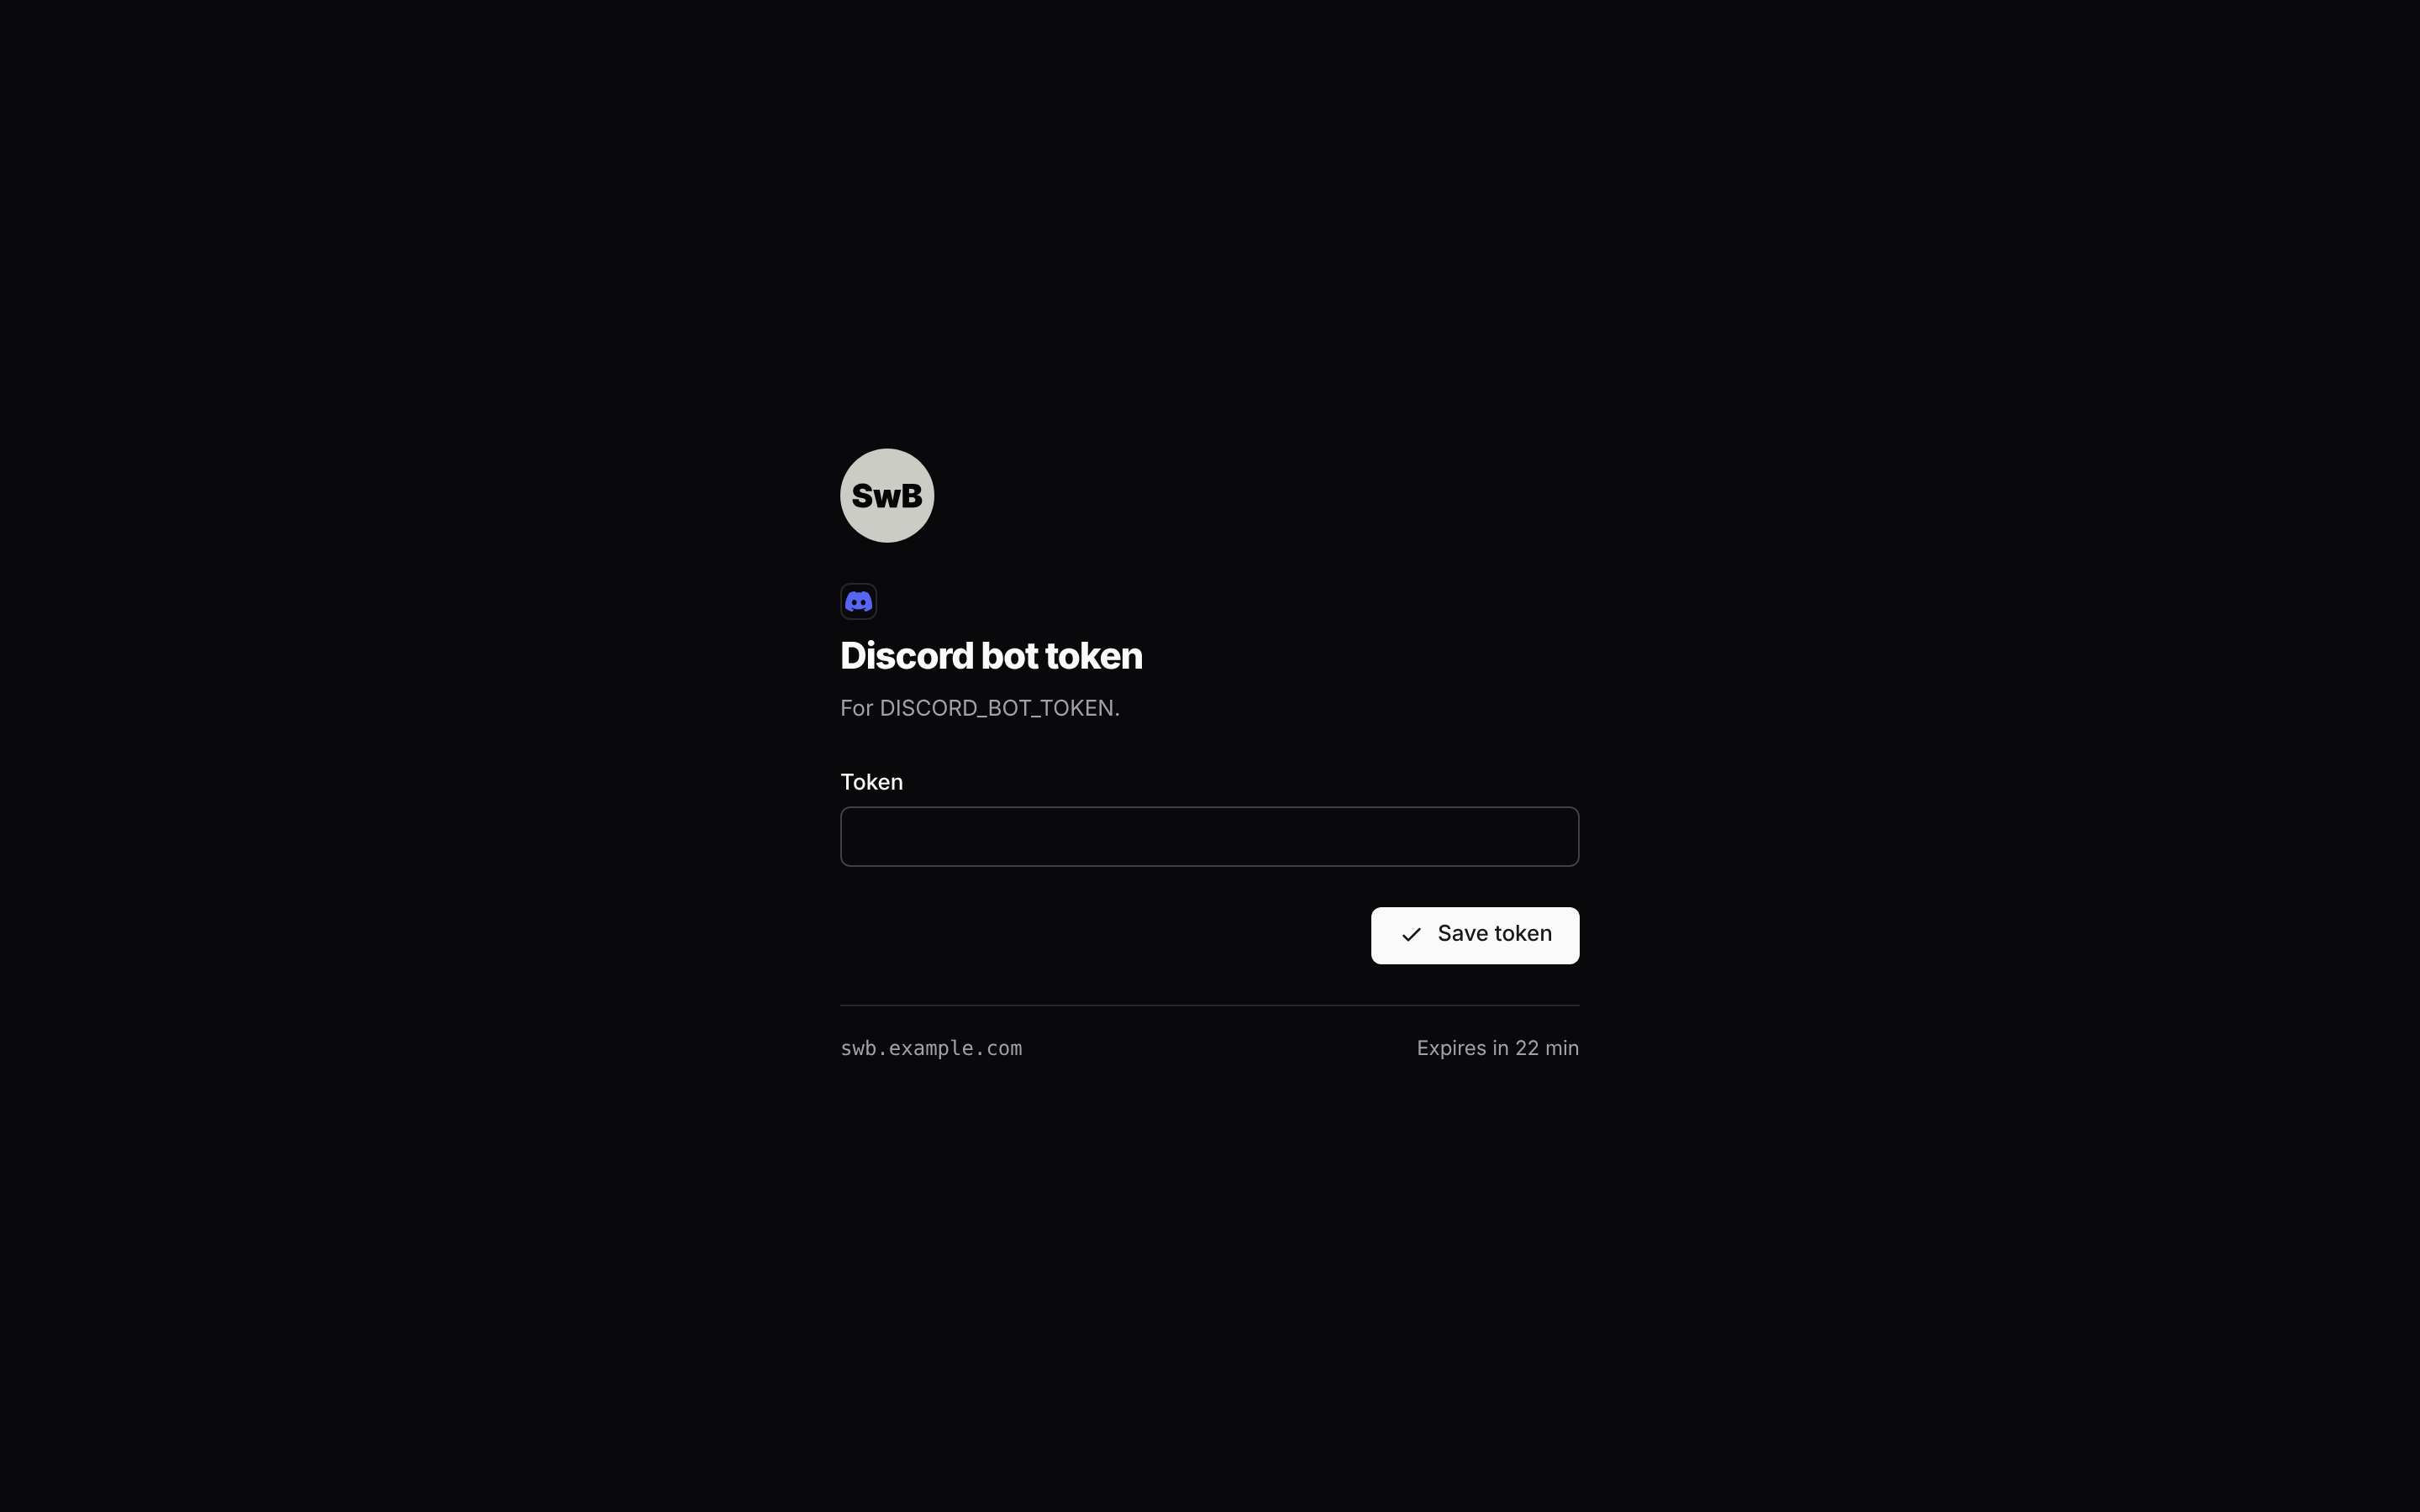 SwB
Discord bot token
For DISCORD_BOT_TOKEN.
Token
Save token
swb.example.com
Expires in 22 min